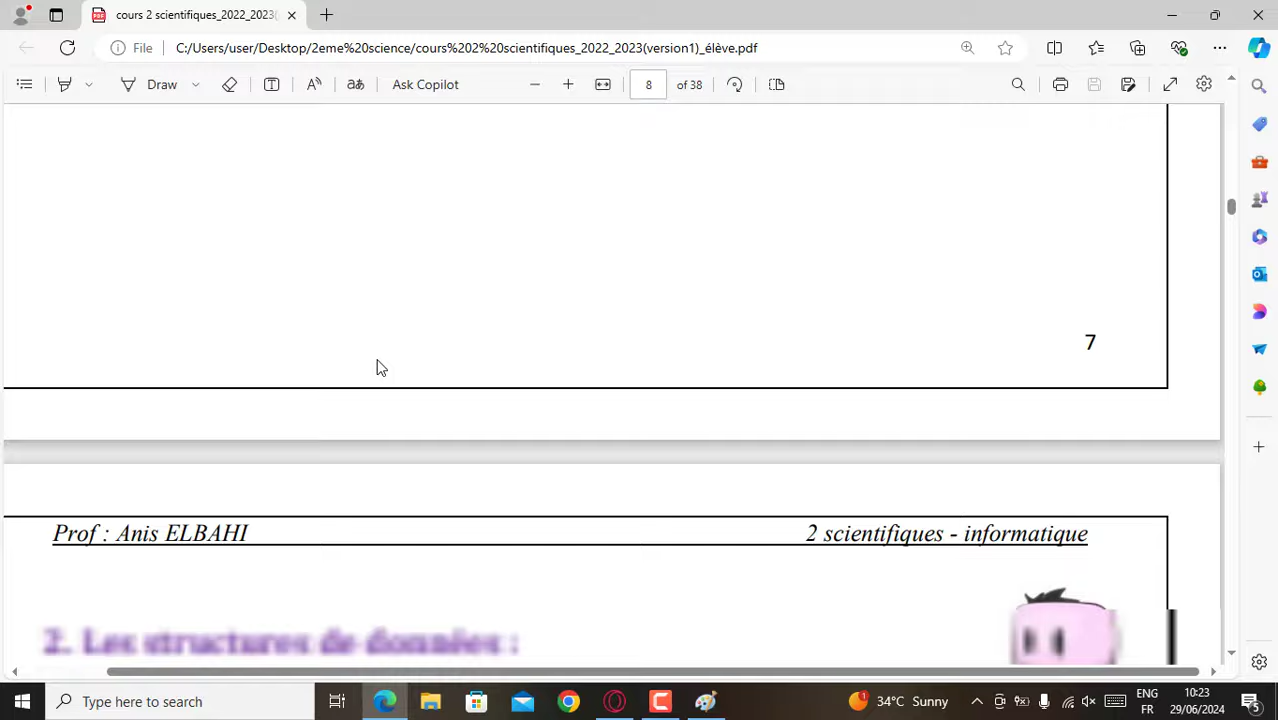 cours 2 scientifiques_2022_2023(
File
C:/Users/user/Desktop/2eme%20science/cours%202%20scientifiques_2022_2023(version1)_élève.pdf
Draw
Ask Copilot
8
of 38
7
Prof : Anis ELBAHI
2 scientifiques - informatique
2. Les structures de données :
Type here to search
34°C Sunny
ENG
FR
10:23
29/06/2024
5